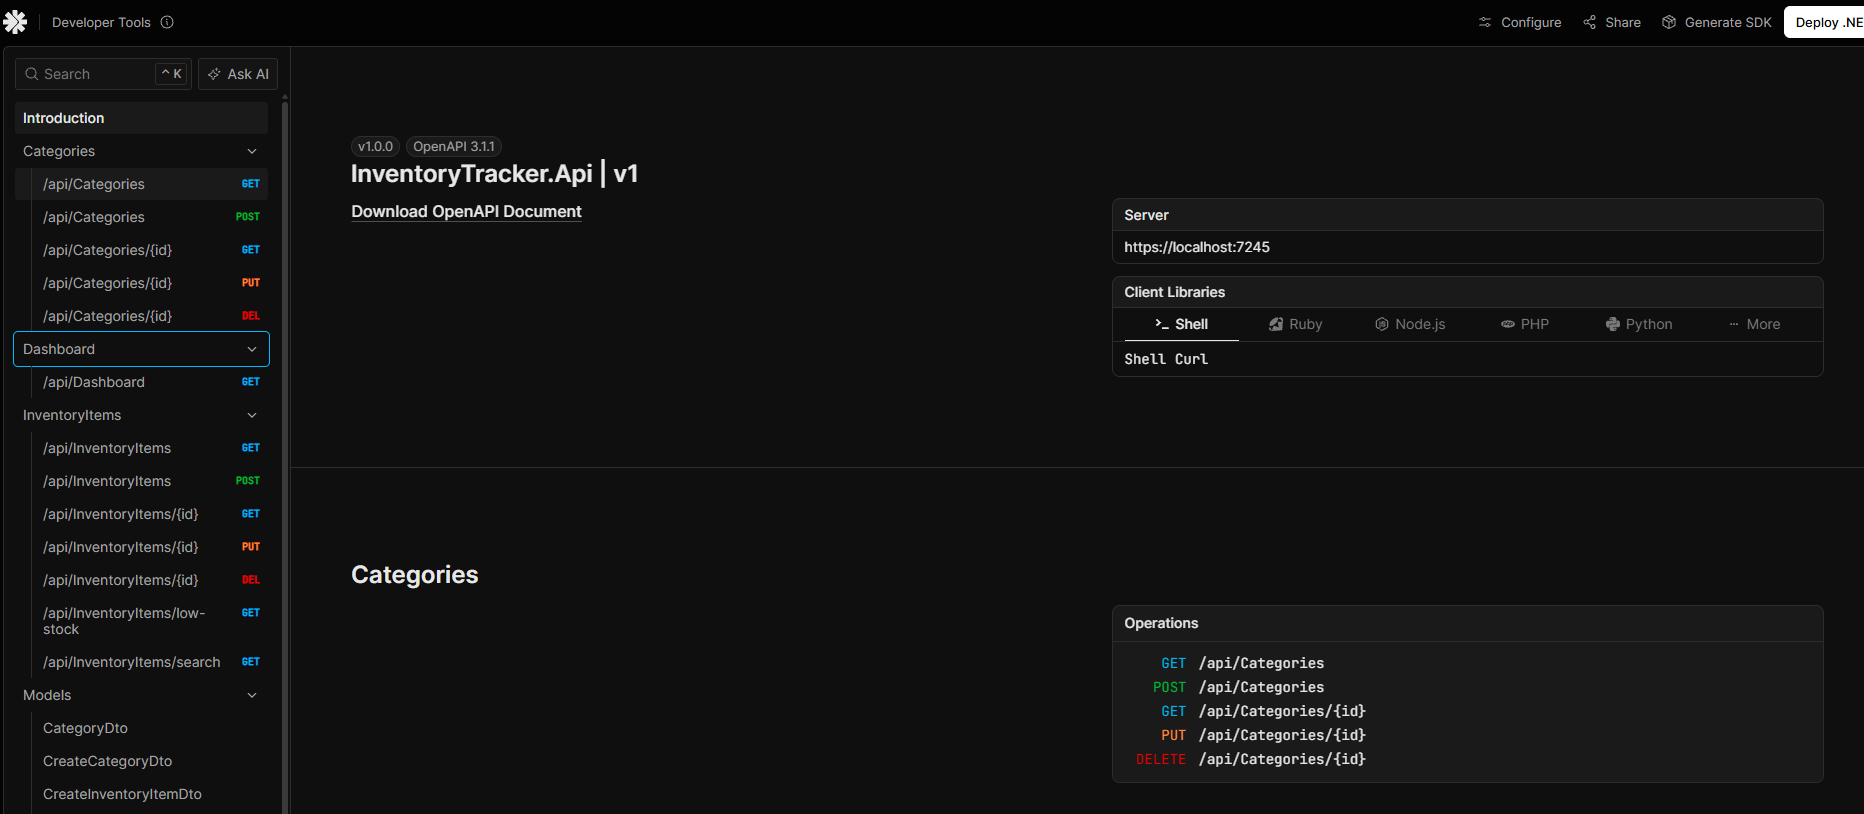 Developer Tools
Configure
Share
Generate SDK
Deploy .NE
Search
^ K
Ask AI
Introduction
Categories
/api/Categories GET
/api/Categories POST
/api/Categories/{id} GET
/api/Categories/{id} PUT
/api/Categories/{id} DEL
Dashboard
/api/Dashboard GET
InventoryItems
/api/InventoryItems GET
/api/InventoryItems POST
/api/InventoryItems/{id} GET
/api/InventoryItems/{id} PUT
/api/InventoryItems/{id} DEL
/api/InventoryItems/low- GET
stock
/api/InventoryItems/search GET
Models
CategoryDto
CreateCategoryDto
CreateInventoryItemDto
v1.0.0 OpenAPI 3.1.1
InventoryTracker.Api | v1
Download OpenAPI Document
Server
https://localhost:7245
Client Libraries
Shell Ruby Node.js PHP Python More
Shell Curl
Categories
Operations
GET /api/Categories
POST /api/Categories
GET /api/Categories/{id}
PUT /api/Categories/{id}
DELETE /api/Categories/{id}